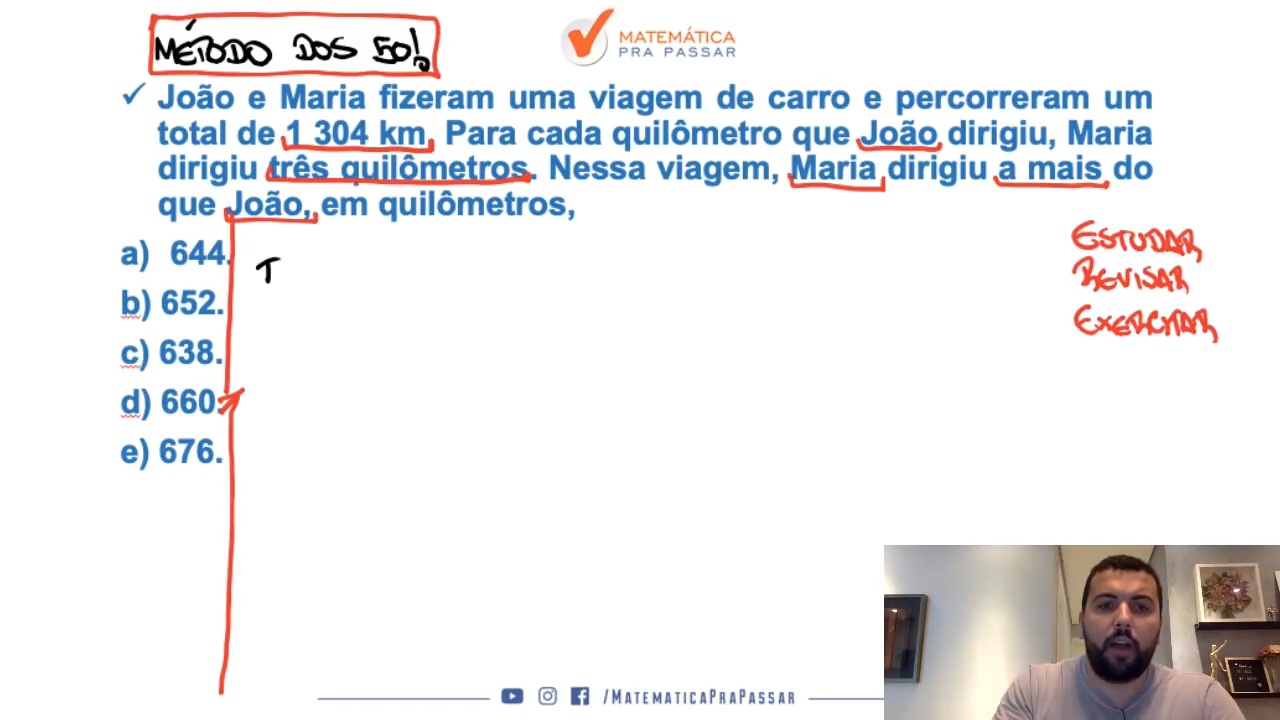 MÉTODO DOS 50!
MATEMÁTICA
PRA PASSAR
✓ João e Maria fizeram uma viagem de carro e percorreram um
total de 1 304 km. Para cada quilômetro que João dirigiu, Maria
dirigiu três quilômetros. Nessa viagem, Maria dirigiu a mais do
que João, em quilômetros,
a) 644.
b) 652.
c) 638.
d) 660.
e) 676.
T
ESTUDAR
REVISAR
EXERCITAR
/MATEMATICAPRAPASSAR